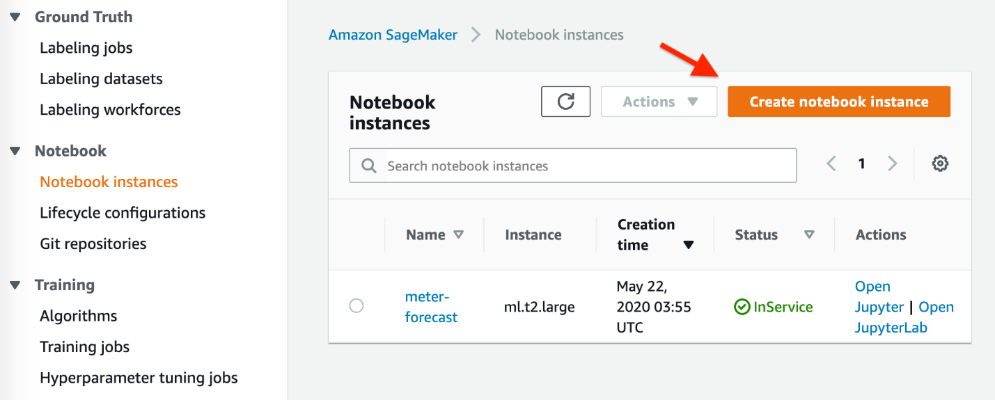 Ground Truth
Labeling jobs
Labeling datasets
Labeling workforces
Notebook
Notebook instances
Lifecycle configurations
Git repositories
Training
Algorithms
Training jobs
Hyperparameter tuning jobs
Amazon SageMaker > Notebook instances
Notebook
instances
Actions
Create notebook instance
Search notebook instances
1
Name
Instance
Creation
time
Status
Actions
meter-
forecast
ml.t2.large
May 22,
2020 03:55
UTC
InService
Open
Jupyter | Open
JupyterLab